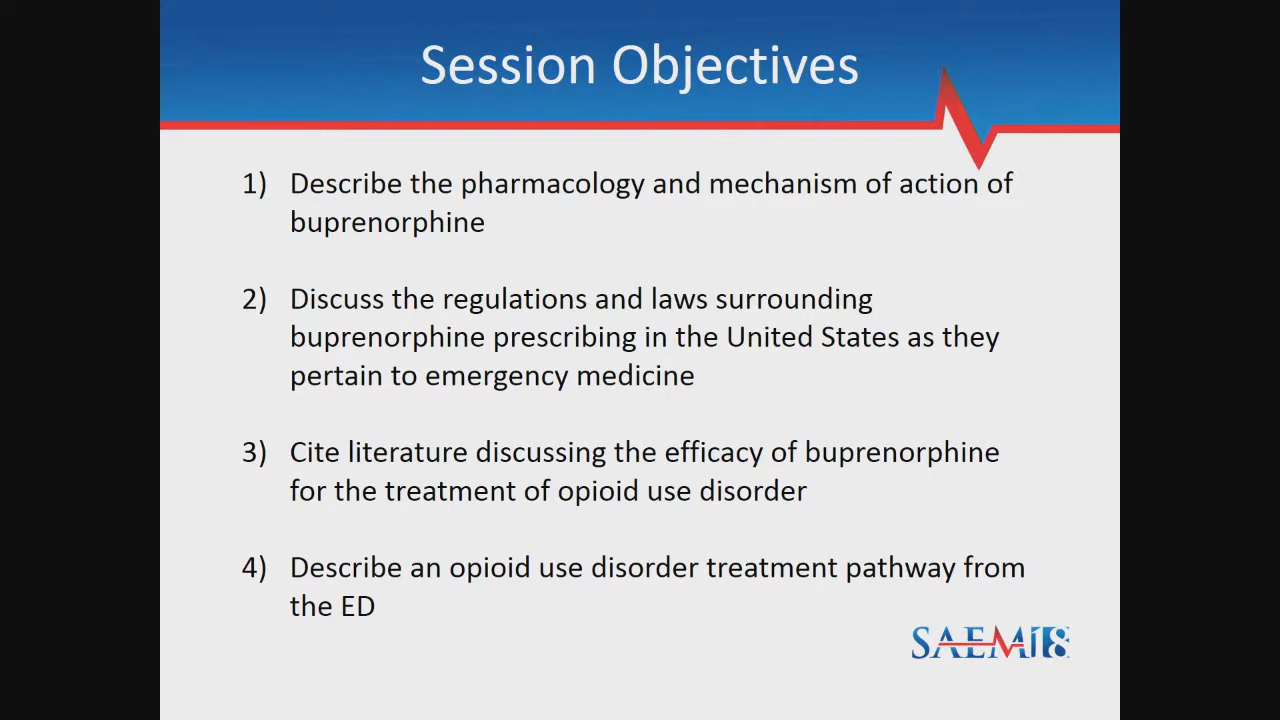 Session Objectives
1) Describe the pharmacology and mechanism of action of
buprenorphine
2) Discuss the regulations and laws surrounding
buprenorphine prescribing in the United States as they
pertain to emergency medicine
3) Cite literature discussing the efficacy of buprenorphine
for the treatment of opioid use disorder
4) Describe an opioid use disorder treatment pathway from
the ED
SAEM18